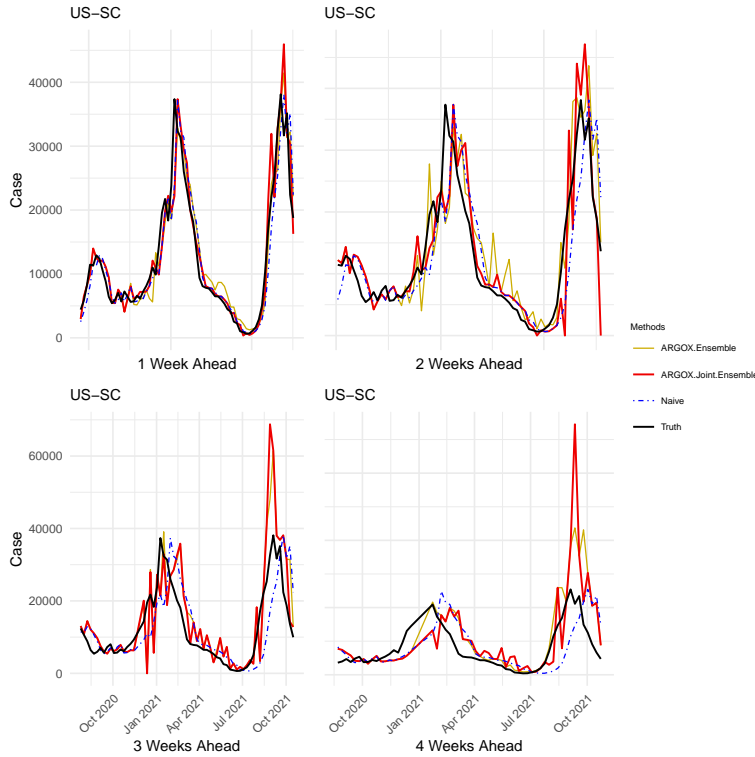 US−SC
US−SC
Case
40000
30000
20000
10000
0
1 Week Ahead
2 Weeks Ahead
Methods
ARGOX.Ensemble
ARGOX.Joint.Ensemble
Naive
Truth
US−SC
US−SC
Case
60000
40000
20000
0
Oct 2020
Jan 2021
Apr 2021
Jul 2021
Oct 2021
Oct 2020
Jan 2021
Apr 2021
Jul 2021
Oct 2021
3 Weeks Ahead
4 Weeks Ahead